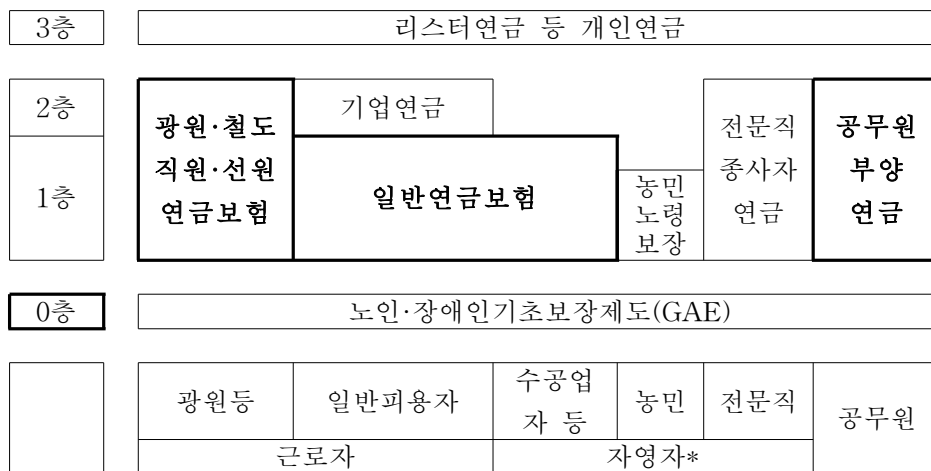 3층
리스터연금 등 개인연금
2층
1층
광원·철도
직원·선원
연금보험
기업연금
일반연금보험
농민
노령
보장
전문직
종사자
연금
공무원
부양
연금
0층
노인·장애인기초보장제도(GAE)
광원등
일반피용자
수공업
자 등
농민
전문직
공무원
근로자
자영자*